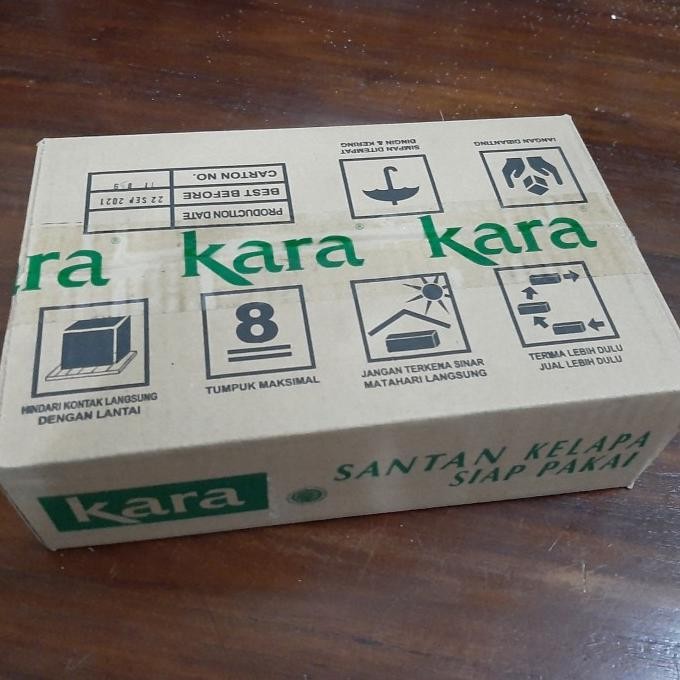 JANGAN DIBANTING
SIMPAN DITEMPAT
DINGIN & KERING
PRODUCTION DATE
BEST BEFORE 22 SEP 2021
CARTON NO.
kara® kara® kara
HINDARI KONTAK LANGSUNG
DENGAN LANTAI
8
TUMPUK MAKSIMAL
JANGAN TERKENA SINAR
MATAHARI LANGSUNG
TERIMA LEBIH DULU
JUAL LEBIH DULU
kara
SANTAN KELAPA
SIAP PAKAI